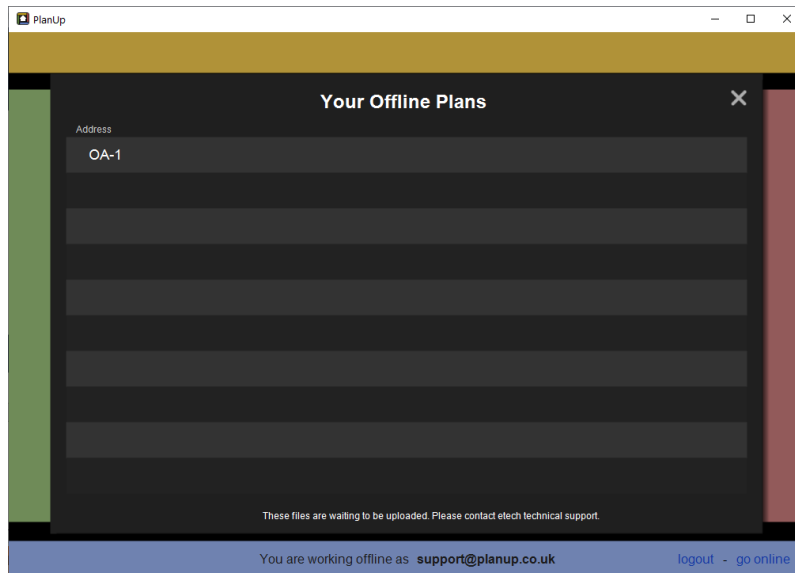 PlanUp
Your Offline Plans
Address
OA-1
These files are waiting to be uploaded. Please contact etech technical support.
You are working offline as support@planup.co.uk
logout - go online